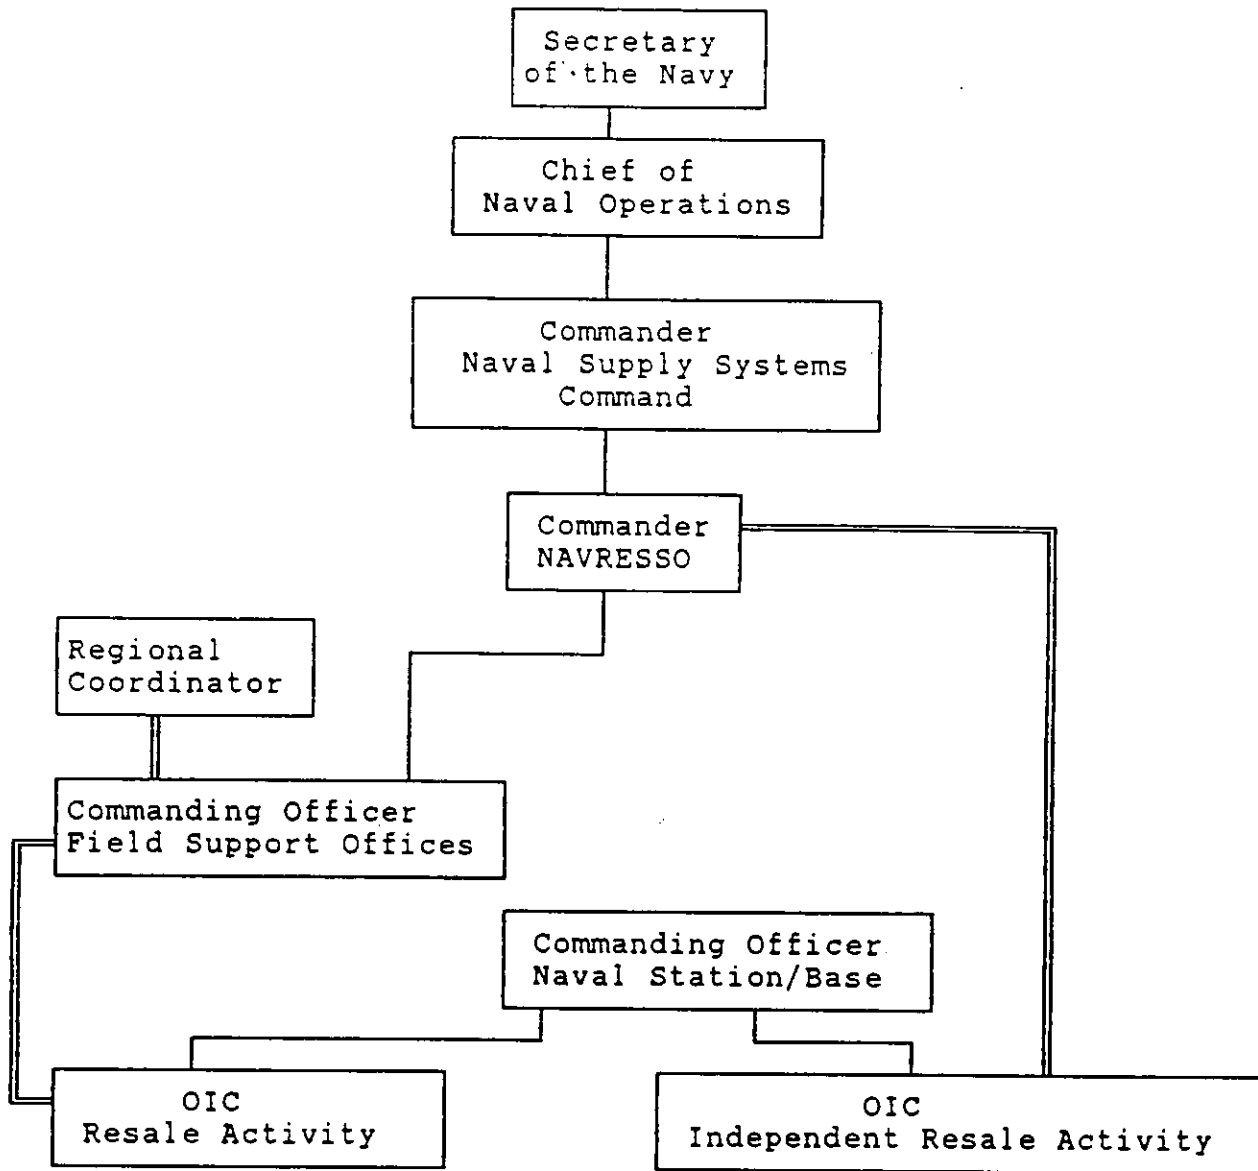 Secretary
of the Navy
Chief of
Naval Operations
Commander
Naval Supply Systems
Command
Commander
NAVRESSO
Regional
Coordinator
Commanding Officer
Field Support Offices
Commanding Officer
Naval Station/Base
OIC
Resale Activity
OIC
Independent Resale Activity